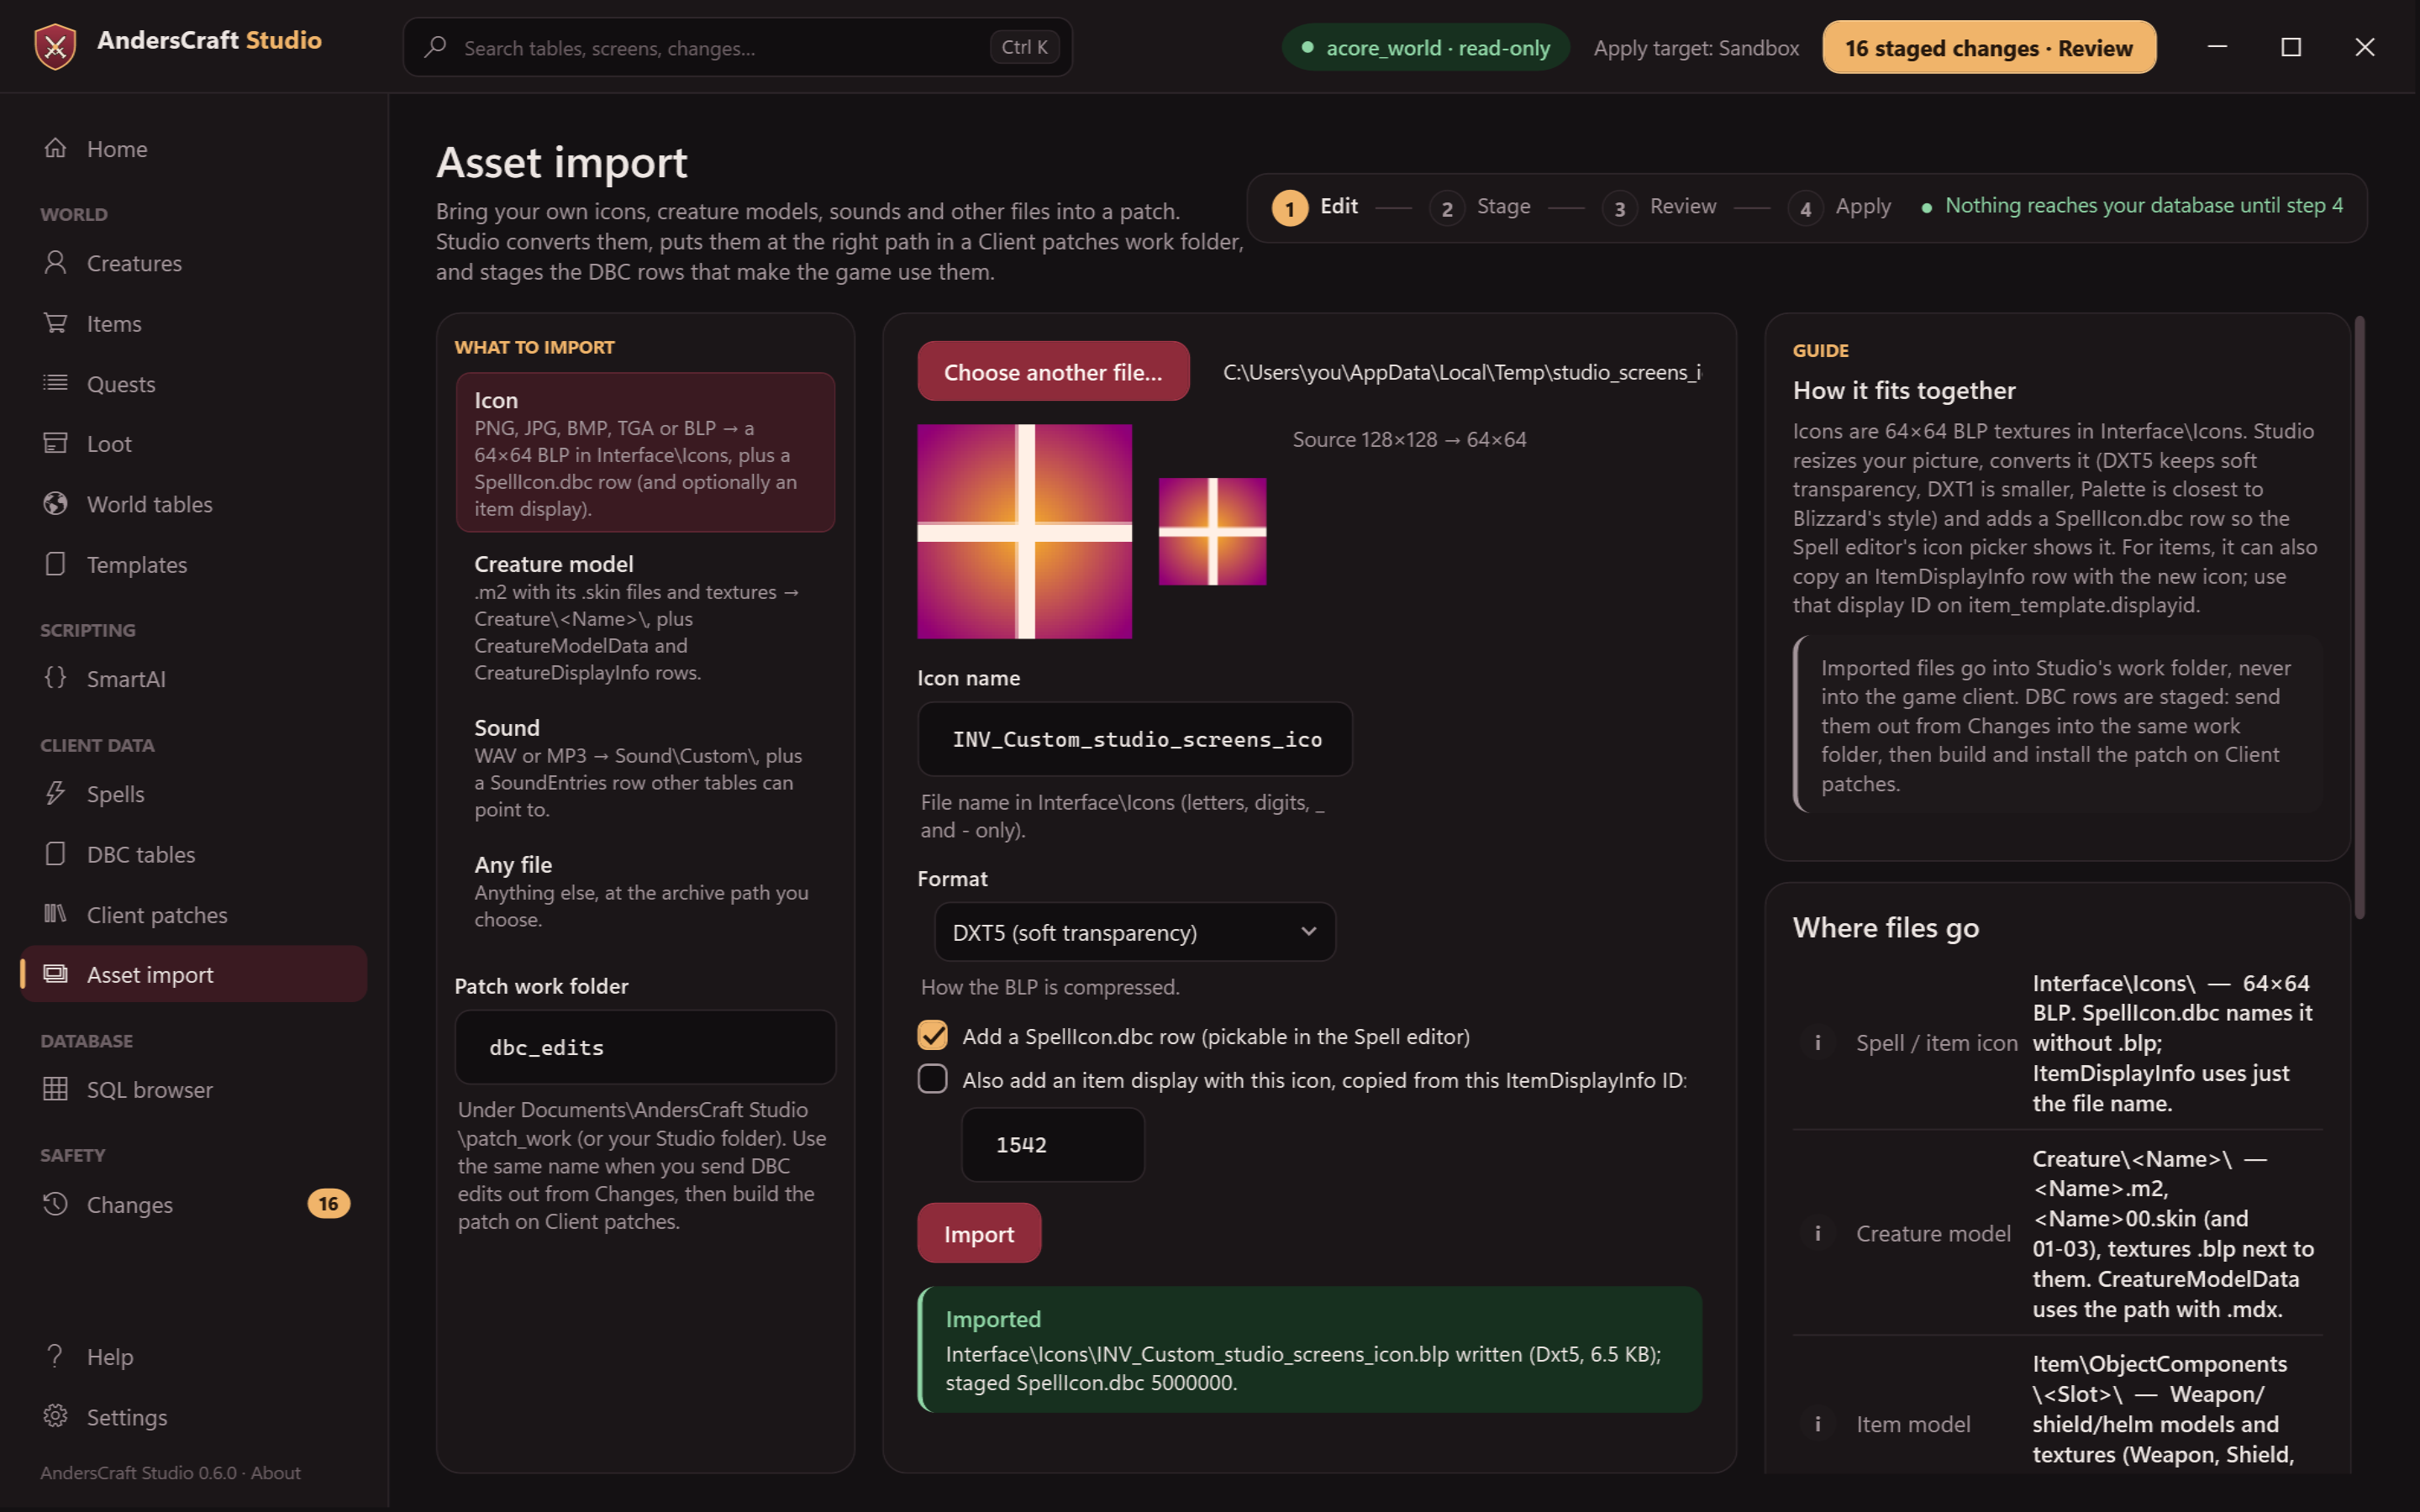 AndersCraft Studio
Search tables, screens, changes...
Ctrl K
acore_world · read-only
Apply target: Sandbox
16 staged changes · Review
Home
WORLD
Creatures
Items
Quests
Loot
World tables
Templates
SCRIPTING
SmartAI
CLIENT DATA
Spells
DBC tables
Client patches
Asset import
DATABASE
SQL browser
SAFETY
Changes
16
Help
Settings
AndersCraft Studio 0.6.0 · About
Asset import
Bring your own icons, creature models, sounds and other files into a patch.
Studio converts them, puts them at the right path in a Client patches work folder,
and stages the DBC rows that make the game use them.
1 Edit
2 Stage
3 Review
4 Apply
Nothing reaches your database until step 4
WHAT TO IMPORT
Icon
PNG, JPG, BMP, TGA or BLP → a
64×64 BLP in Interface\Icons, plus a
SpellIcon.dbc row (and optionally an
item display).
Creature model
.m2 with its .skin files and textures →
Creature\<Name>\, plus
CreatureModelData and
CreatureDisplayInfo rows.
Sound
WAV or MP3 → Sound\Custom\, plus
a SoundEntries row other tables can
point to.
Any file
Anything else, at the archive path you
choose.
Patch work folder
dbc_edits
Under Documents\AndersCraft Studio
\patch_work (or your Studio folder). Use
the same name when you send DBC
edits out from Changes, then build the
patch on Client patches.
Choose another file...
C:\Users\you\AppData\Local\Temp\studio_screens_i
Source 128×128 → 64×64
Icon name
INV_Custom_studio_screens_ico
File name in Interface\Icons (letters, digits, _
and - only).
Format
DXT5 (soft transparency)
How the BLP is compressed.
Add a SpellIcon.dbc row (pickable in the Spell editor)
Also add an item display with this icon, copied from this ItemDisplayInfo ID:
1542
Import
Imported
Interface\Icons\INV_Custom_studio_screens_icon.blp written (Dxt5, 6.5 KB);
staged SpellIcon.dbc 5000000.
GUIDE
How it fits together
Icons are 64×64 BLP textures in Interface\Icons. Studio
resizes your picture, converts it (DXT5 keeps soft
transparency, DXT1 is smaller, Palette is closest to
Blizzard's style) and adds a SpellIcon.dbc row so the
Spell editor's icon picker shows it. For items, it can also
copy an ItemDisplayInfo row with the new icon; use
that display ID on item_template.displayid.
Imported files go into Studio's work folder, never
into the game client. DBC rows are staged: send
them out from Changes into the same work
folder, then build and install the patch on Client
patches.
Where files go
Spell / item icon
Interface\Icons\ — 64×64
BLP. SpellIcon.dbc names it
without .blp;
ItemDisplayInfo uses just
the file name.
Creature model
Creature\<Name>\ —
<Name>.m2,
<Name>00.skin (and
01-03), textures .blp next to
them. CreatureModelData
uses the path with .mdx.
Item model
Item\ObjectComponents
\<Slot>\ — Weapon/
shield/helm models and
textures (Weapon, Shield,